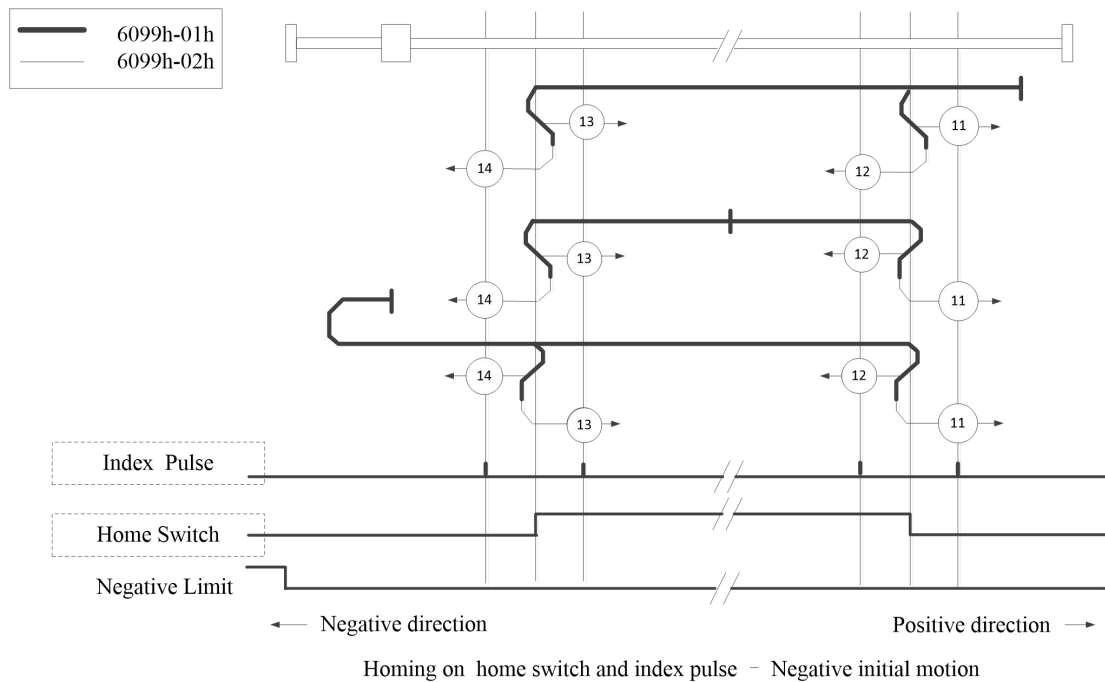 6099h-01h
6099h-02h
13
11
14
12
13
12
14
11
14
12
13
11
Index Pulse
Home Switch
Negative Limit
Negative direction
Positive direction
Homing on home switch and index pulse - Negative initial motion